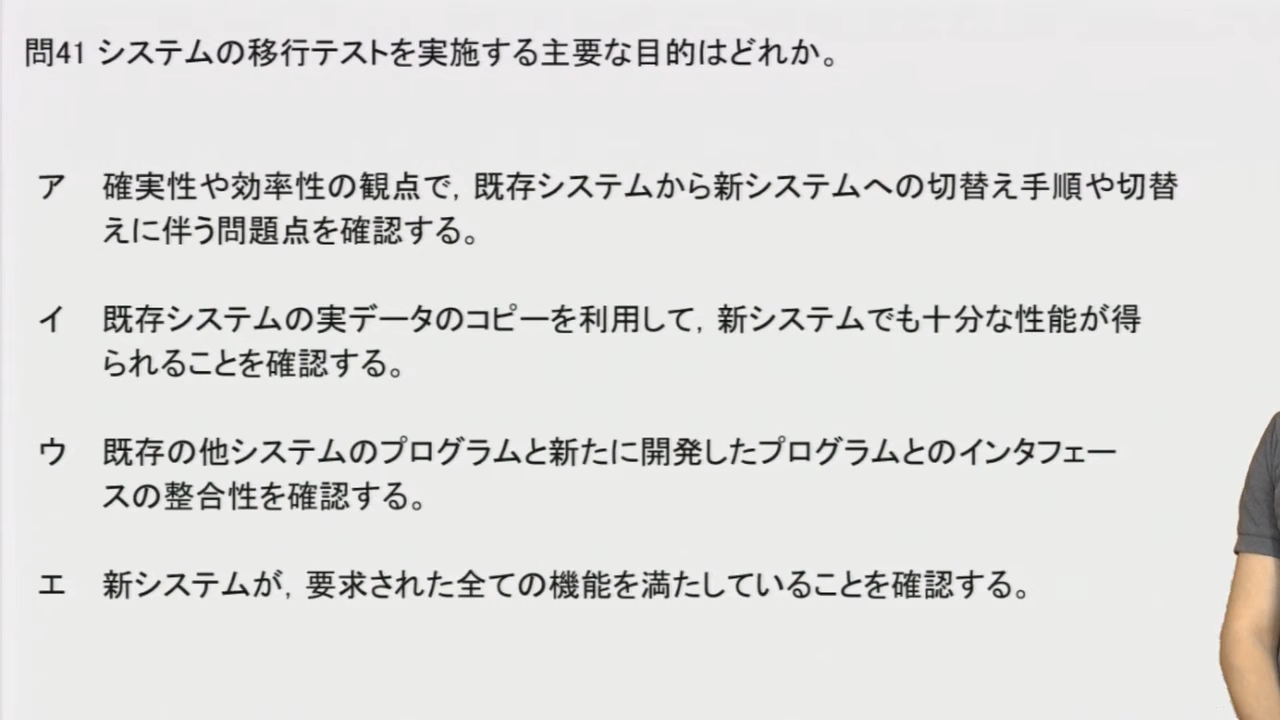 問41 システムの移行テストを実施する主要な目的はどれか。
ア 確実性や効率性の観点で，既存システムから新システムへの切替え手順や切替
えに伴う問題点を確認する。
イ 既存システムの実データのコピーを利用して，新システムでも十分な性能が得
られることを確認する。
ウ 既存の他システムのプログラムと新たに開発したプログラムとのインタフェー
スの整合性を確認する。
エ 新システムが，要求された全ての機能を満たしていることを確認する。